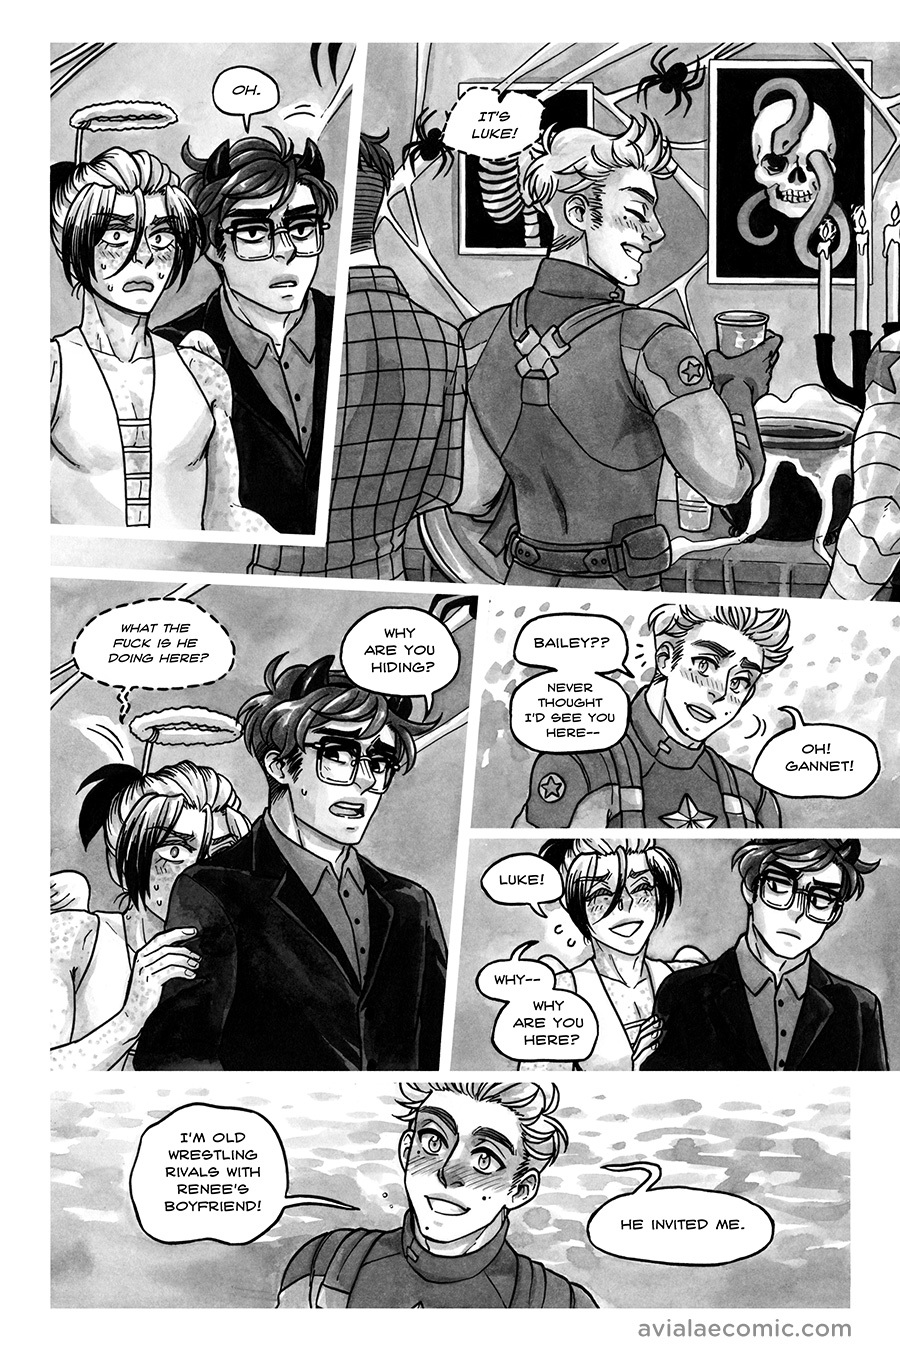 OH.
IT'S
LUKE!
WHAT THE
FUCK IS HE
DOING HERE?
WHY
ARE YOU
HIDING?
BAILEY??
NEVER
THOUGHT
I'D SEE YOU
HERE--
OH!
GANNET!
LUKE!
WHY--
WHY
ARE YOU
HERE?
I'M OLD
WRESTLING
RIVALS WITH
RENEE'S
BOYFRIEND!
HE INVITED ME.
avialaecomic.com